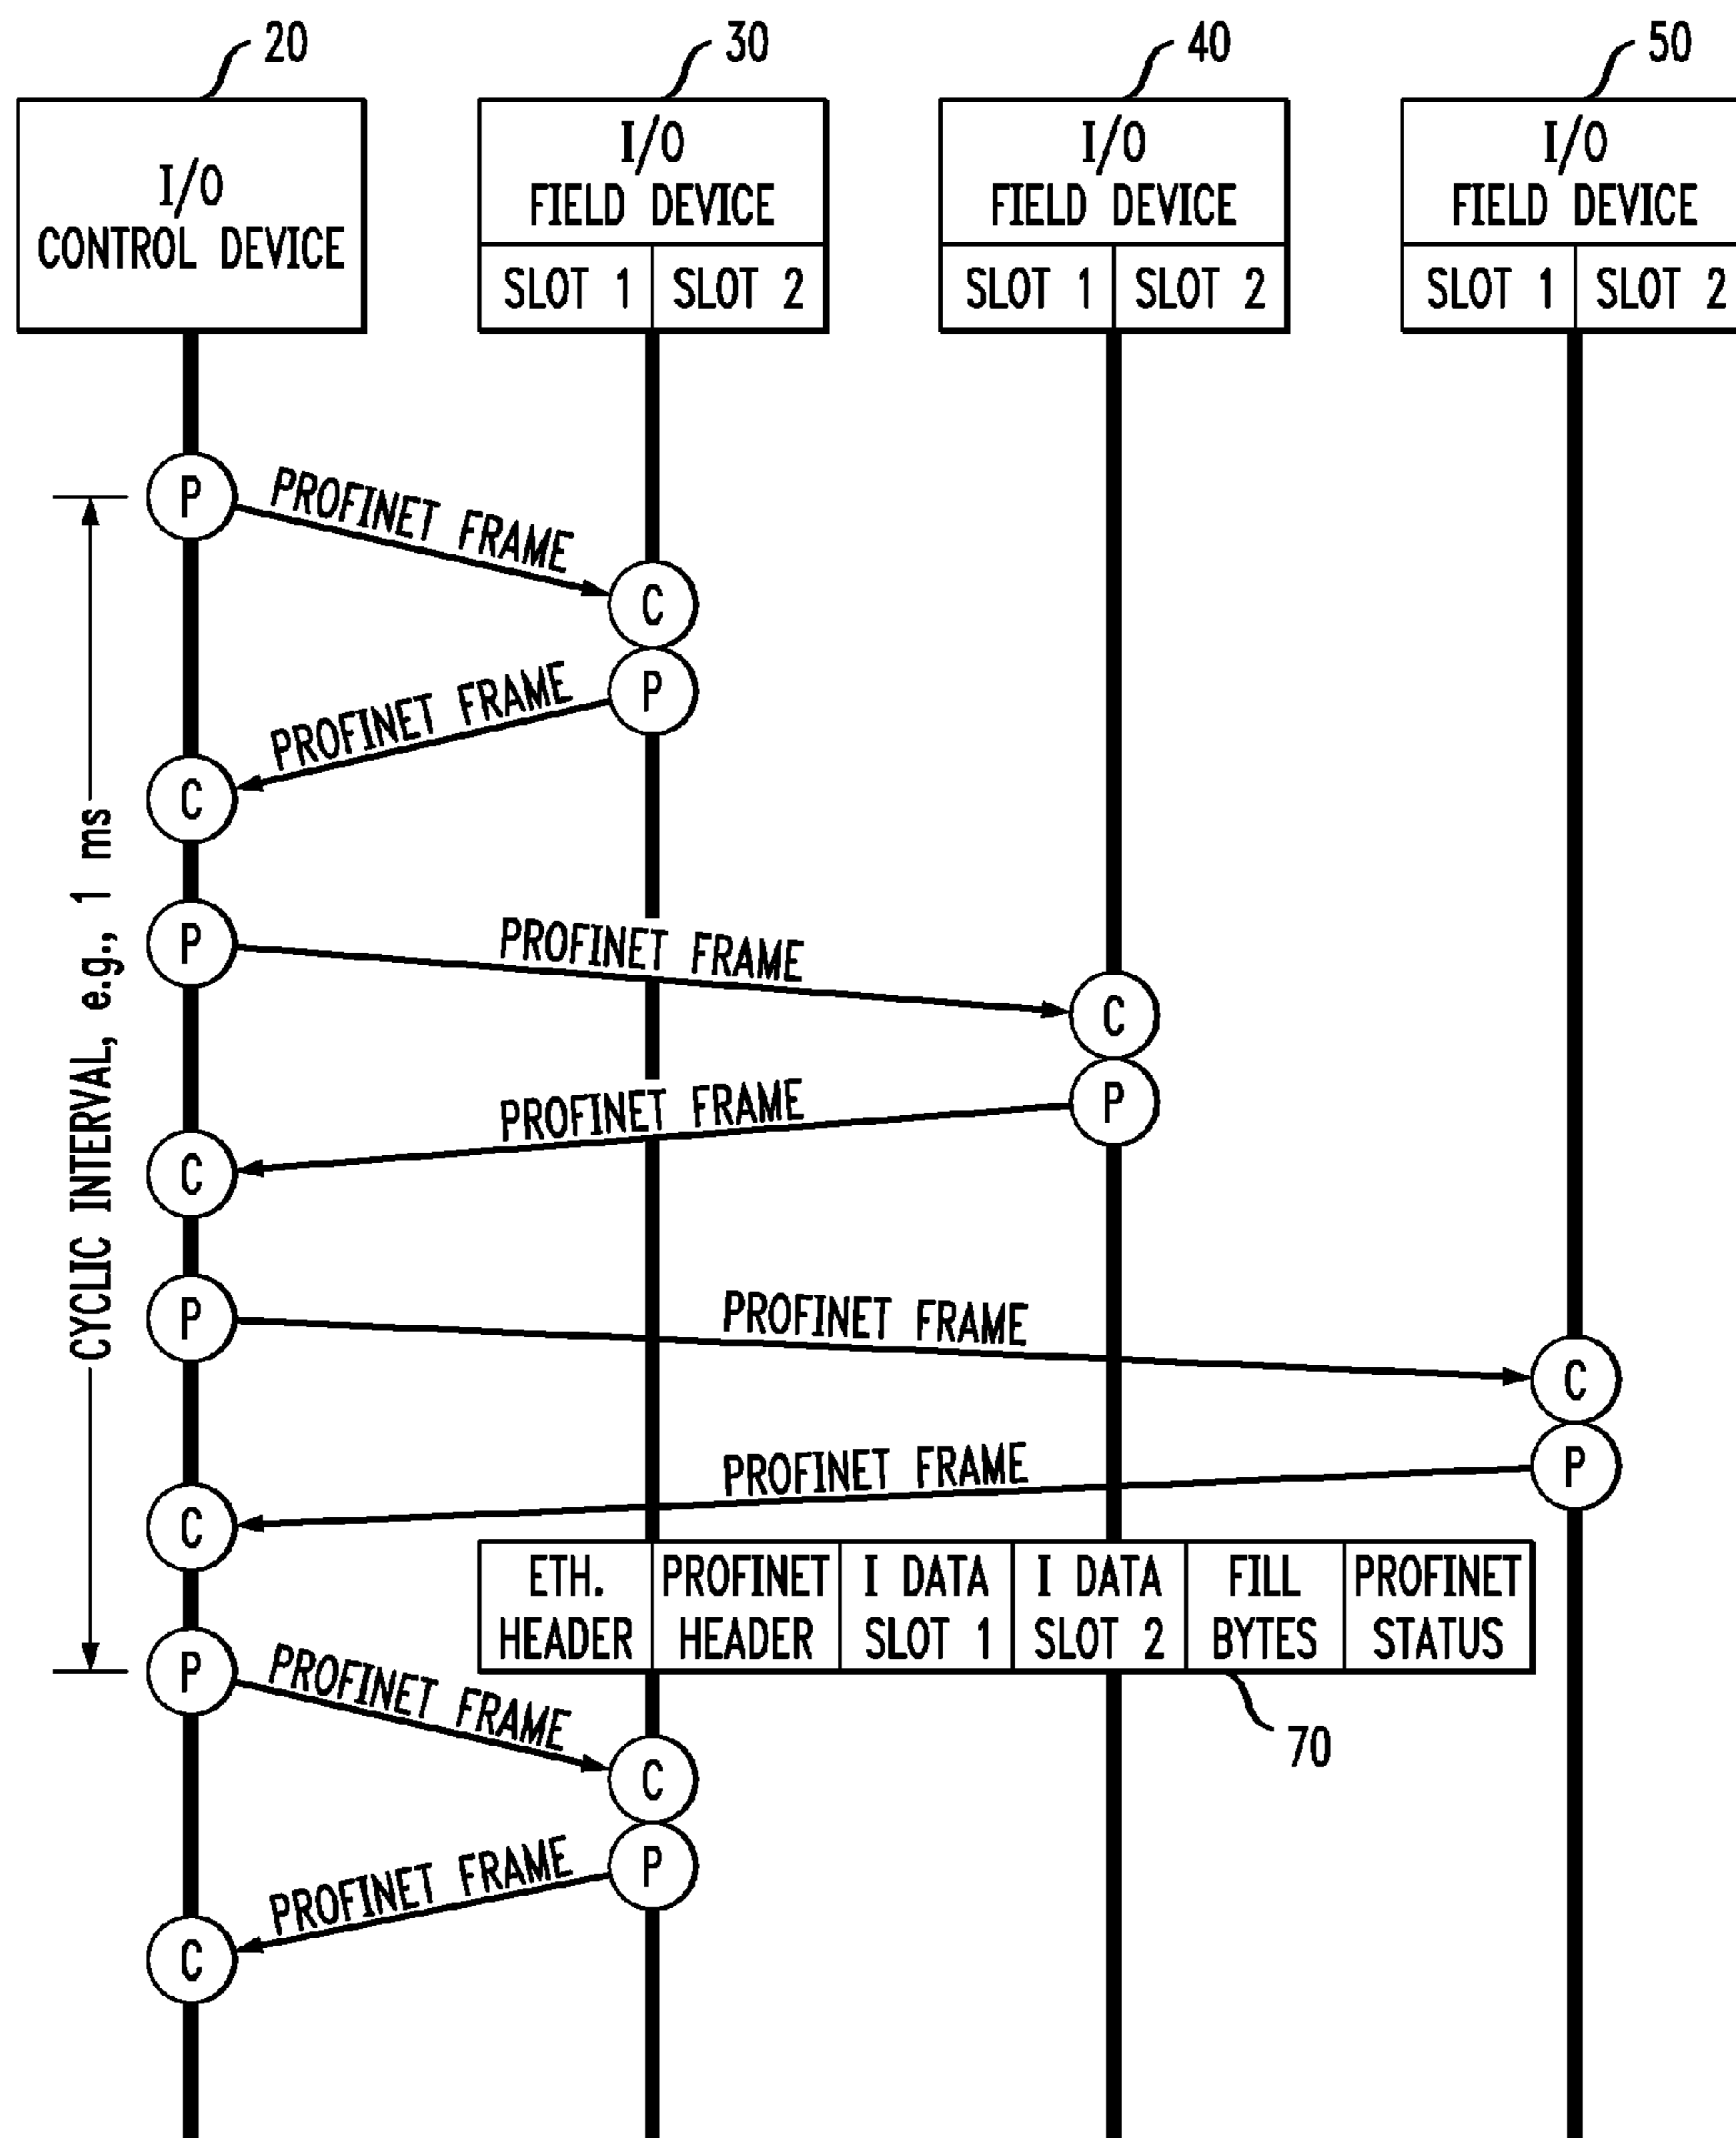 20
30
40
50
I/O
CONTROL DEVICE
I/O
FIELD DEVICE
SLOT 1
SLOT 2
I/O
FIELD DEVICE
SLOT 1
SLOT 2
I/O
FIELD DEVICE
SLOT 1
SLOT 2
CYCLIC INTERVAL, e.g., 1 ms
P
PROFINET FRAME
C
P
PROFINET FRAME
C
P
PROFINET FRAME
C
P
PROFINET FRAME
C
P
PROFINET FRAME
C
P
PROFINET FRAME
C
ETH.
HEADER
PROFINET
HEADER
I DATA
SLOT 1
I DATA
SLOT 2
FILL
BYTES
PROFINET
STATUS
70
P
PROFINET FRAME
C
P
PROFINET FRAME
C